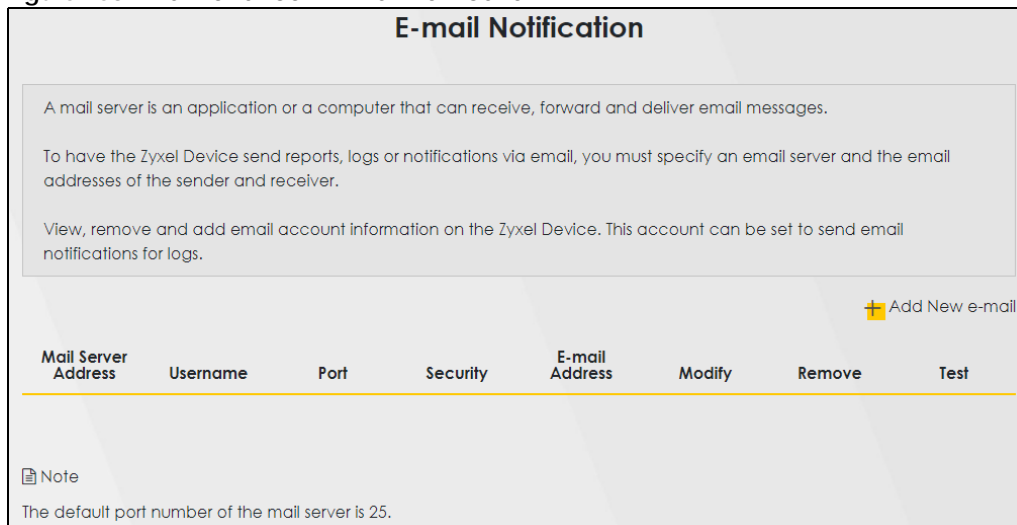 E-mail Notification
A mail server is an application or a computer that can receive, forward and deliver email messages.
To have the Zyxel Device send reports, logs or notifications via email, you must specify an email server and the email
addresses of the sender and receiver.
View, remove and add email account information on the Zyxel Device. This account can be set to send email
notifications for logs.
Add New e-mail
Mail Server Address Username Port Security E-mail Address Modify Remove Test
Note
The default port number of the mail server is 25.